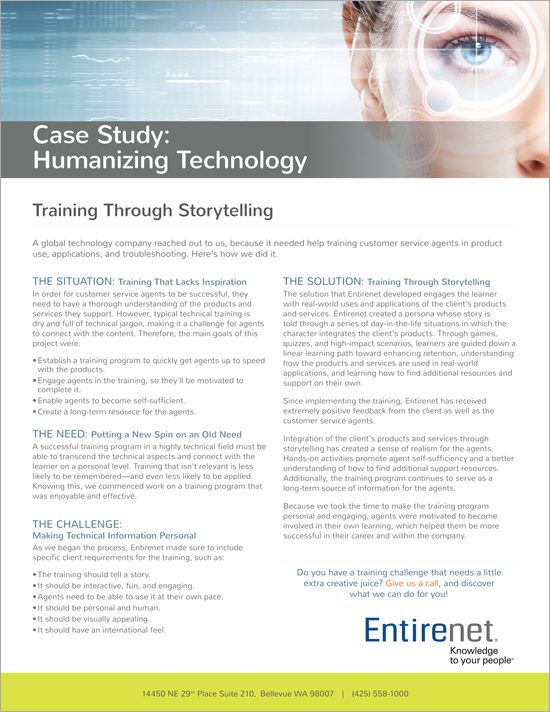 Case Study:
Humanizing Technology
Training Through Storytelling
A global technology company reached out to us, because it needed help training customer service agents in product
use, applications, and troubleshooting. Here's how we did it.
THE SITUATION: Training That Lacks Inspiration
In order for customer service agents to be successful, they
need to have a thorough understanding of the products and
services they support. However, typical technical training is
dry and full of technical jargon, making it a challenge for agents
to connect with the content. Therefore, the main goals of this
project were:
• Establish a training program to quickly get agents up to speed
with the products.
• Engage agents in the training, so they'll be motivated to
complete it.
• Enable agents to become self-sufficient.
• Create a long-term resource for the agents.
THE NEED: Putting a New Spin on an Old Need
A successful training program in a highly technical field must be
able to transcend the technical aspects and connect with the
learner on a personal level. Training that isn't relevant is less
likely to be remembered—and even less likely to be applied.
Knowing this, we commenced work on a training program that
was enjoyable and effective.
THE CHALLENGE:
Making Technical Information Personal
As we began the process, Entirenet made sure to include
specific client requirements for the training, such as:
• The training should tell a story.
• It should be interactive, fun, and engaging.
• Agents need to be able to use it at their own pace.
• It should be personal and human.
• It should be visually appealing.
• It should have an international feel.
THE SOLUTION: Training Through Storytelling
The solution that Entirenet developed engages the learner
with real-world uses and applications of the client's products
and services. Entirenet created a persona whose story is
told through a series of day-in-the-life situations in which the
character integrates the client's products. Through games,
quizzes, and high-impact scenarios, learners are guided down a
linear learning path toward enhancing retention, understanding
how the products and services are used in real-world
applications, and learning how to find additional resources and
support on their own.
Since implementing the training, Entirenet has received
extremely positive feedback from the client as well as the
customer service agents.
Integration of the client's products and services through
storytelling has created a sense of realism for the agents.
Hands-on activities promote agent self-sufficiency and a better
understanding of how to find additional support resources.
Additionally, the training program continues to serve as a
long-term source of information for the agents.
Because we took the time to make the training program
personal and engaging, agents were motivated to become
involved in their own learning, which helped them be more
successful in their career and within the company.
Do you have a training challenge that needs a little
extra creative juice? Give us a call, and discover
what we can do for you!
Entirenet®
Knowledge
to your people™
14450 NE 29th Place Suite 210, Bellevue WA 98007 | (425) 558-1000